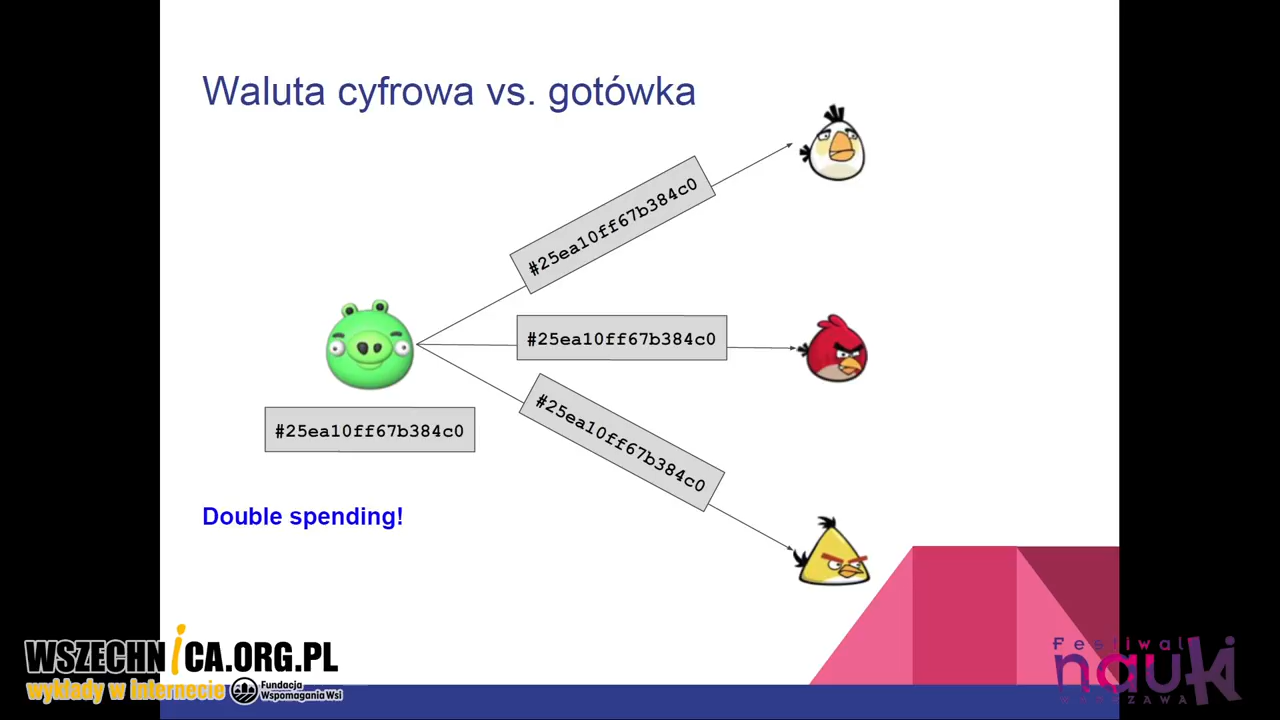 Waluta cyfrowa vs. gotówka
#25ea10ff67b384c0
#25ea10ff67b384c0
#25ea10ff67b384c0
#25ea10ff67b384c0
Double spending!
WSZECHNiCA.ORG.PL
wykłady w Internecie
Fundacja
Wspomagania Wsi
Festiwal
nauki
WARSZAWA